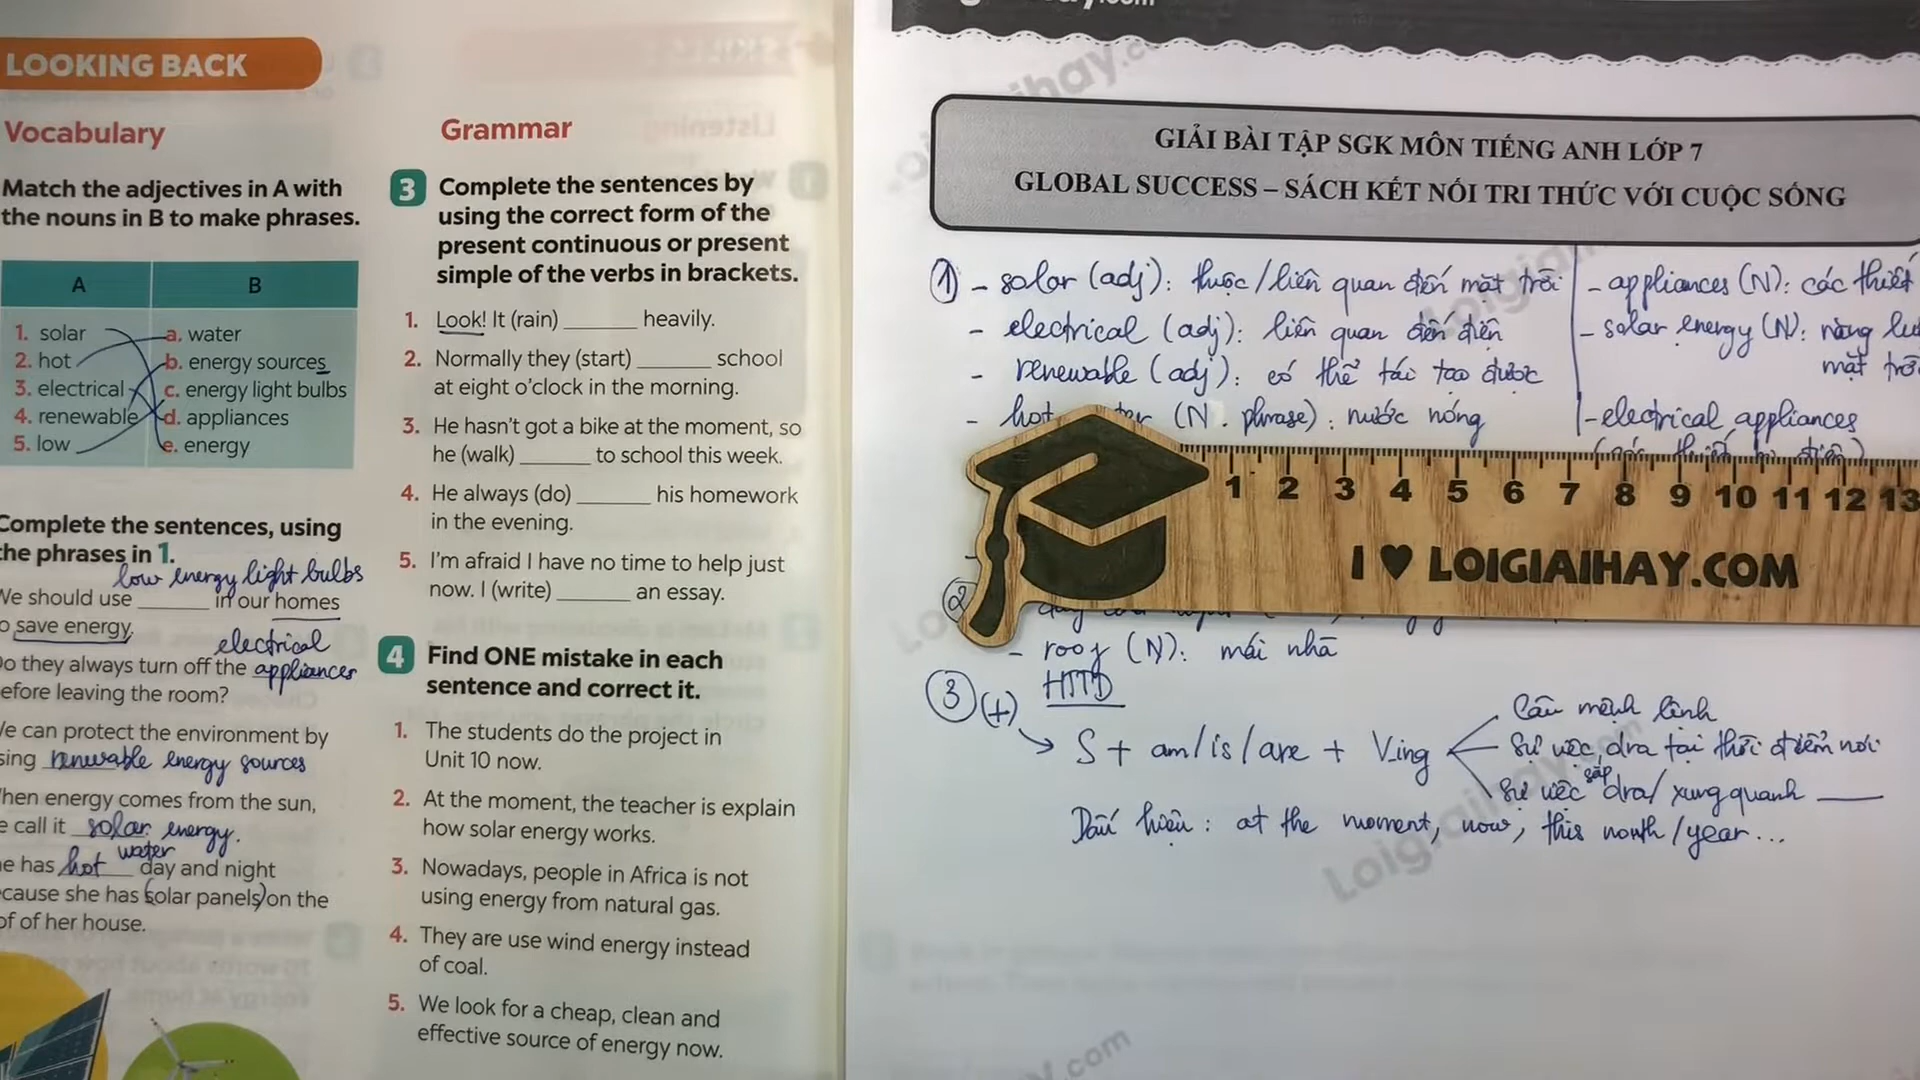 LOOKING BACK
Vocabulary
Match the adjectives in A with
the nouns in B to make phrases.
A B
1. solar a. water
2. hot b. energy sources
3. electrical c. energy light bulbs
4. renewable d. appliances
5. low e. energy
Complete the sentences, using
the phrases in 1.
low energy light bulbs
We should use ______ in our homes
to save energy.
electrical
Do they always turn off the appliances
before leaving the room?
We can protect the environment by
using renewable energy sources
When energy comes from the sun,
we call it solar energy.
water
She has hot day and night
because she has (solar panels) on the
roof of her house.
Grammar
3 Complete the sentences by
using the correct form of the
present continuous or present
simple of the verbs in brackets.
1. Look! It (rain) ______ heavily.
2. Normally they (start) ______ school
at eight o'clock in the morning.
3. He hasn't got a bike at the moment, so
he (walk) ______ to school this week.
4. He always (do) ______ his homework
in the evening.
5. I'm afraid I have no time to help just
now. I (write) ______ an essay.
4 Find ONE mistake in each
sentence and correct it.
1. The students do the project in
Unit 10 now.
2. At the moment, the teacher is explain
how solar energy works.
3. Nowadays, people in Africa is not
using energy from natural gas.
4. They are use wind energy instead
of coal.
5. We look for a cheap, clean and
effective source of energy now.
GIẢI BÀI TẬP SGK MÔN TIẾNG ANH LỚP 7
GLOBAL SUCCESS – SÁCH KẾT NỐI TRI THỨC VỚI CUỘC SỐNG
1 - solar (adj): thuộc/liên quan đến mặt trời
- electrical (adj): liên quan đến điện
- renewable (adj): có thể tái tạo được
- hot (N. phrase): nước nóng
- appliances (N): các thiết
- solar energy (N): năng
mặt trời
- electrical appliances
1 2 3 4 5 6 7 8 9 10 11 12 13
I ♥ LOIGIAIHAY.COM
2
- roof (N): mái nhà
3 (+) HTTD
S + am/is/are + V-ing
Câu mệnh lệnh
Sự việc dra tại thời điểm nói
Sự việc sắp dra/ xung quanh ____
Dấu hiệu: at the moment, now, this month/year...
Loigiaihay.com